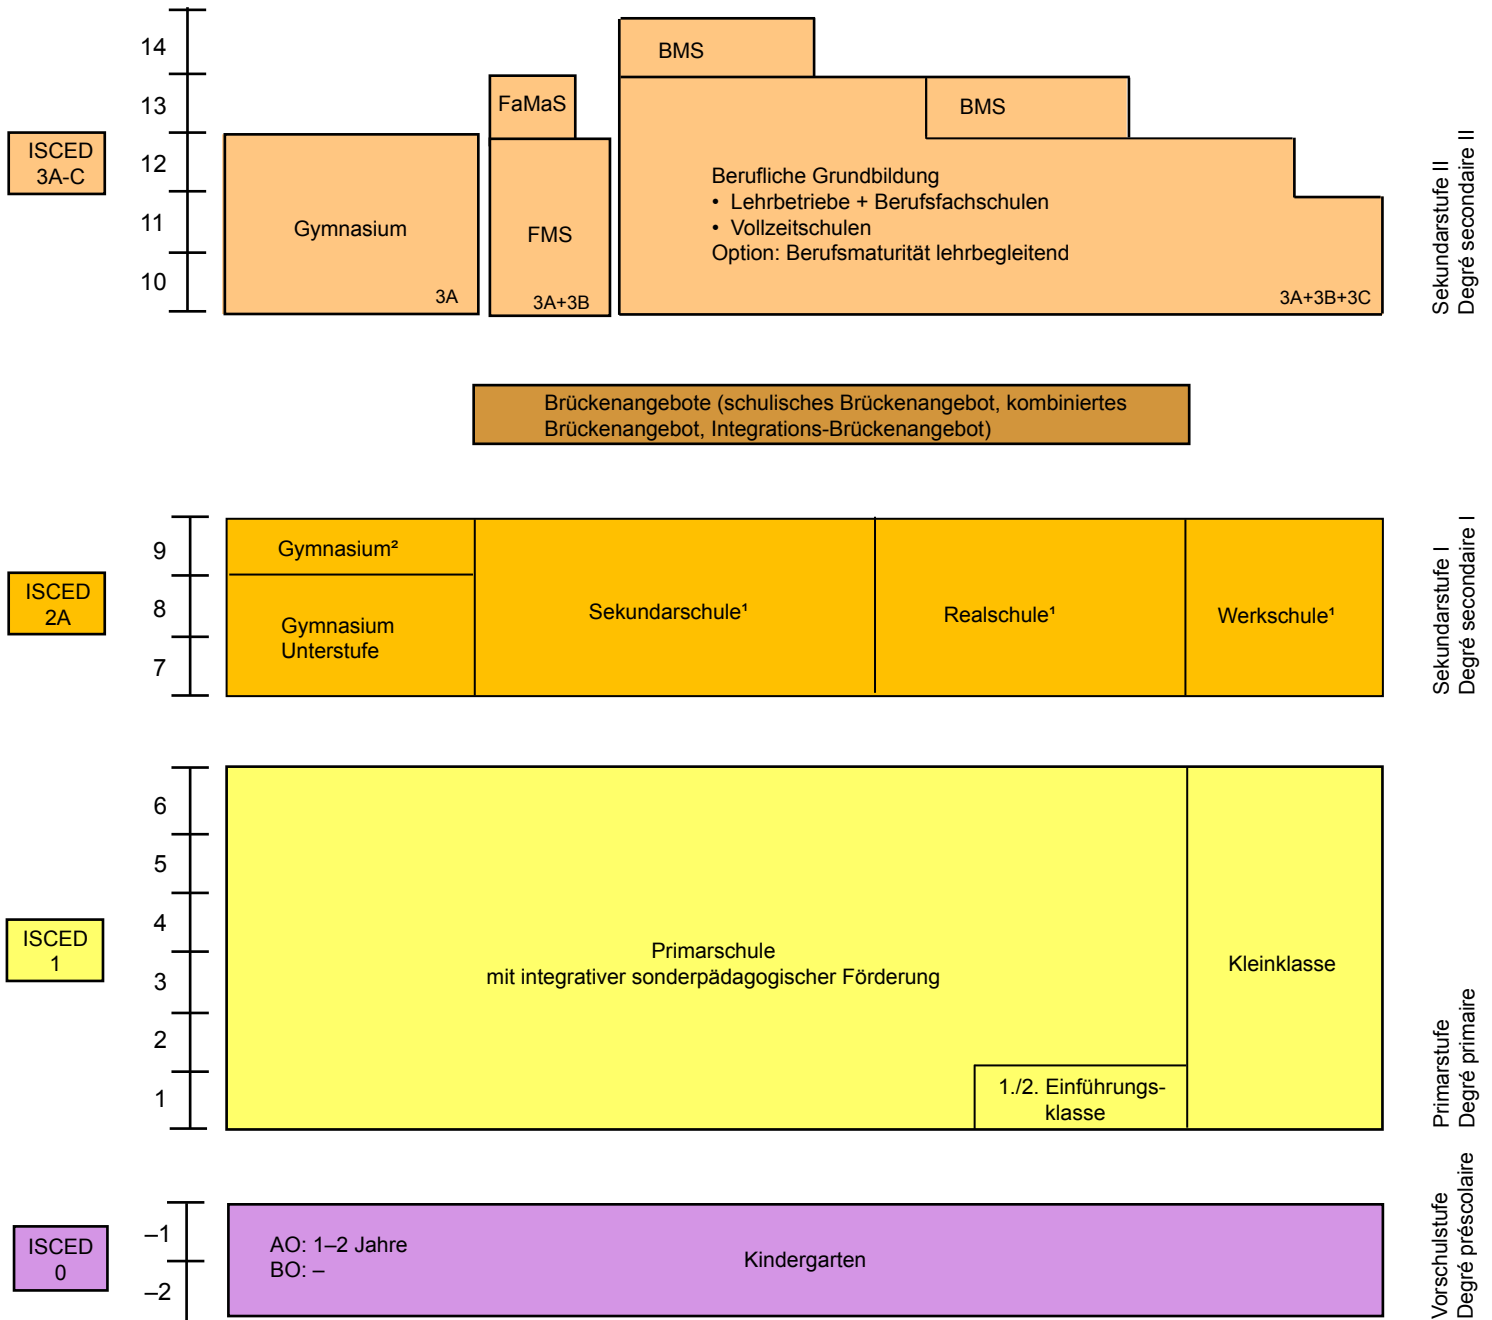 14
BMS
13
FaMaS
BMS
ISCED
3A-C
12
11
10
Gymnasium
3A
FMS
3A+3B
Berufliche Grundbildung
• Lehrbetriebe + Berufsfachschulen
• Vollzeitschulen
Option: Berufsmaturität lehrbegleitend
3A+3B+3C
Sekundarstufe II
Degré secondaire II
Brückenangebote (schulisches Brückenangebot, kombiniertes
Brückenangebot, Integrations-Brückenangebot)
ISCED
2A
9
8
7
Gymnasium²
Gymnasium
Unterstufe
Sekundarschule¹
Realschule¹
Werkschule¹
Sekundarstufe I
Degré secondaire I
ISCED
1
6
5
4
3
2
1
Primarschule
mit integrativer sonderpädagogischer Förderung
1./2. Einführungs-
klasse
Kleinklasse
Primarstufe
Degré primaire
ISCED
0
–1
–2
AO: 1–2 Jahre
BO: –
Kindergarten
Vorschulstufe
Degré préscolaire